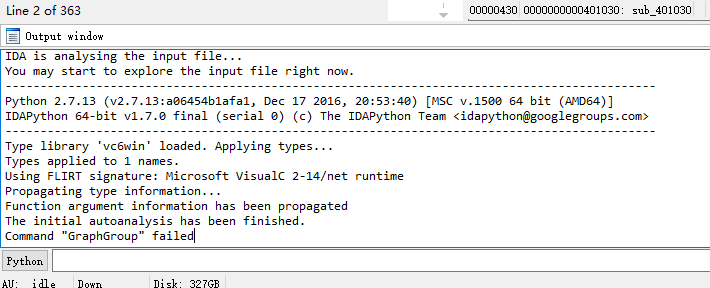 Line 2 of 363
00000430 0000000000401030: sub_401030
Output window
IDA is analysing the input file...
You may start to explore the input file right now.
---------------------------------------------------------------------------------------------
Python 2.7.13 (v2.7.13:a06454b1afa1, Dec 17 2016, 20:53:40) [MSC v.1500 64 bit (AMD64)]
IDAPython 64-bit v1.7.0 final (serial 0) (c) The IDAPython Team <idapython@googlegroups.com>
---------------------------------------------------------------------------------------------
Type library 'vc6win' loaded. Applying types...
Types applied to 1 names.
Using FLIRT signature: Microsoft VisualC 2-14/net runtime
Propagating type information...
Function argument information has been propagated
The initial autoanalysis has been finished.
Command "GraphGroup" failed
Python
AU: idle Down Disk: 327GB